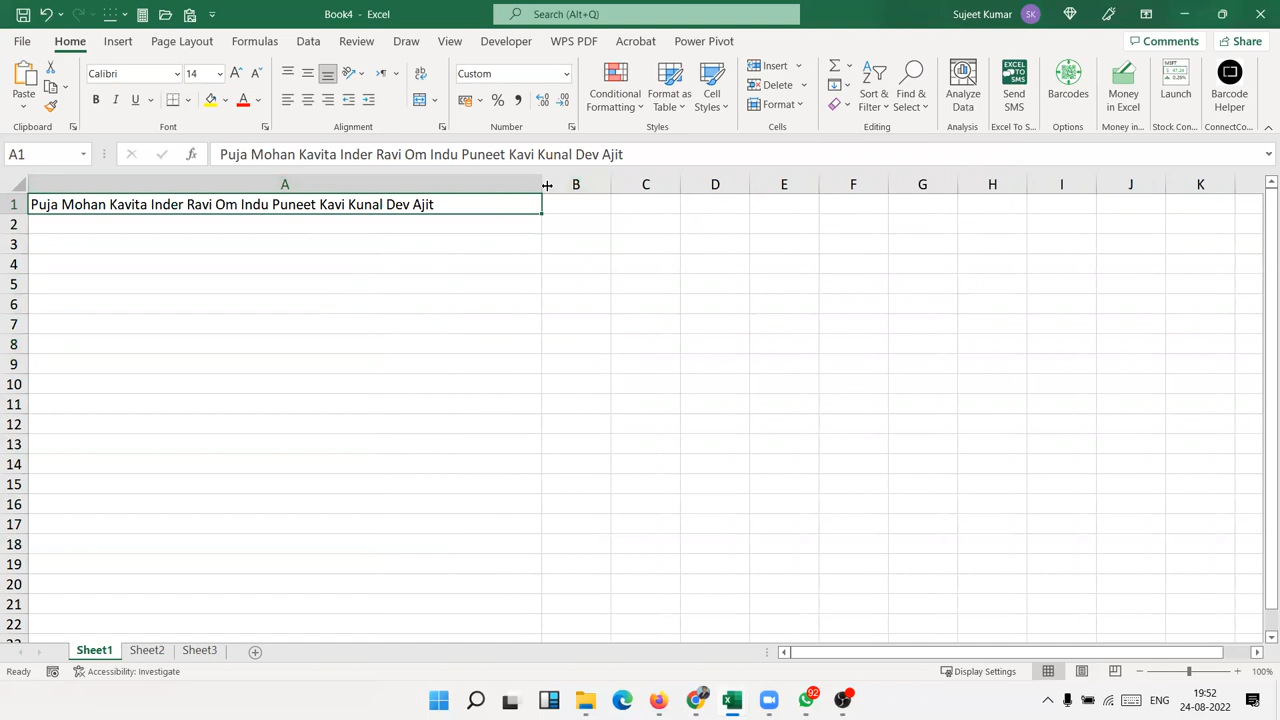 Book4 - Excel
Search (Alt+Q)
Sujeet Kumar
SK
File Home Insert Page Layout Formulas Data Review View Draw Developer WPS PDF Acrobat Power Pivot
Comments
Share
Paste
Clipboard
Calibri
14
B I U
Font
Alignment
Custom
Number
Conditional Formatting
Format as Table
Cell Styles
Styles
Insert
Delete
Format
Cells
Sort & Filter
Find & Select
Editing
Analyze Data
Analysis
EXCEL TO SMS
Send SMS
Excel To S...
Barcodes
Options
Money in Excel
Money in...
MSFT
Launch
Stock Con...
Barcode Helper
ConnectCo...
A1
fx
Puja Mohan Kavita Inder Ravi Om Indu Puneet Kavi Kunal Dev Ajit
A B C D E F G H I J K
1 Puja Mohan Kavita Inder Ravi Om Indu Puneet Kavi Kunal Dev Ajit
2
3
4
5
6
7
8
9
10
11
12
13
14
15
16
17
18
19
20
21
22
Sheet1 Sheet2 Sheet3
Ready
Accessibility: Investigate
Display Settings
100%
92
ENG
19:52
24-08-2022